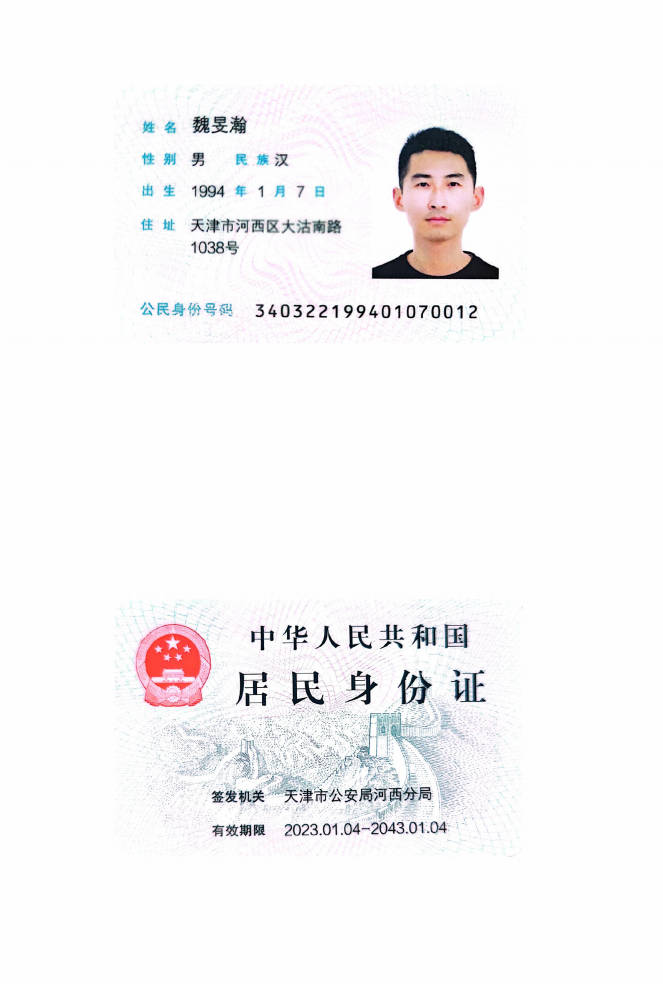 姓名 魏旻瀚
性别 男 民族 汉
出生 1994 年 1 月 7 日
住址 天津市河西区大沽南路
1038号
公民身份号码 340322199401070012
中华人民共和国
居民身份证
签发机关 天津市公安局河西分局
有效期限 2023.01.04-2043.01.04